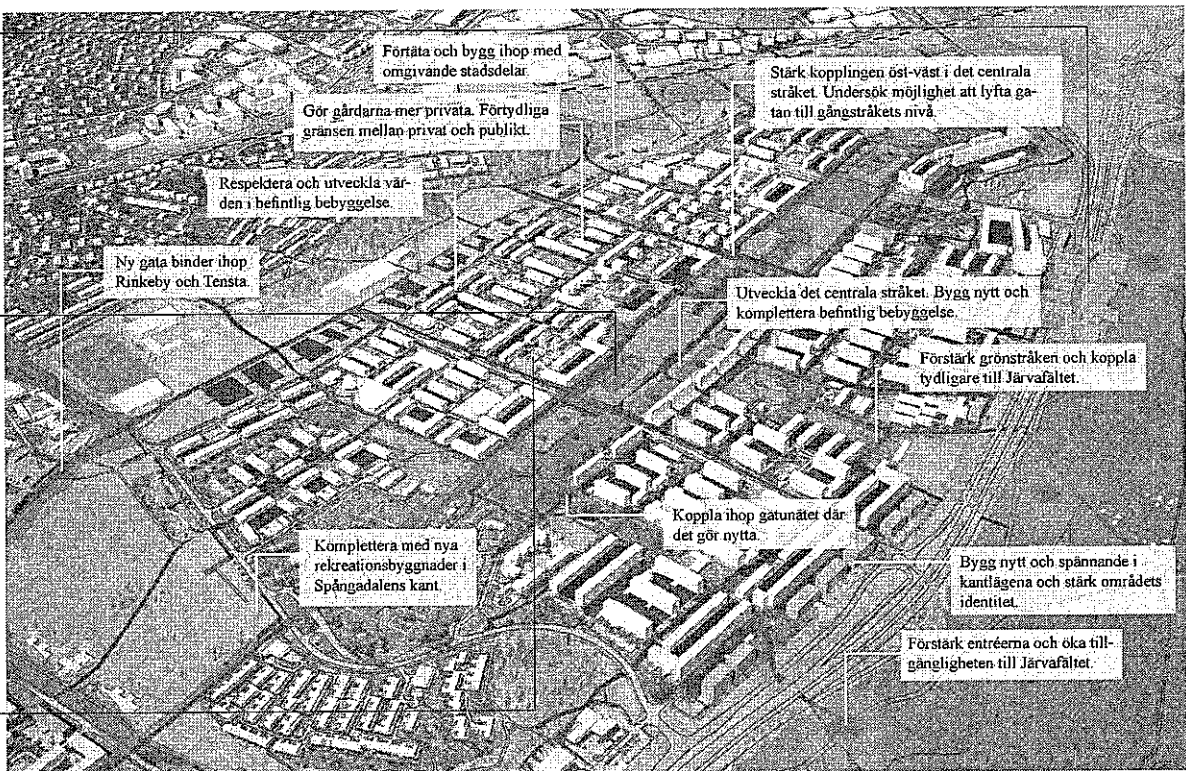 Förtäta och bygg ihop med
omgivande stadsdelar.
Stärk kopplingen öst-väst i det centrala
stråket. Undersök möjlighet att lyfta ga-
tan till gångstråkets nivå.
Gör gårdarna mer privata. Förtydliga
gränsen mellan privat och publikt.
Respektera och utveckla vär-
den i befintlig bebyggelse.
Ny gata binder ihop
Rinkeby och Tensta.
Utveckla det centrala stråket. Bygg nytt och
komplettera befintlig bebyggelse.
Förstärk grönstråken och koppla
tydligare till Järvafältet.
Koppla ihop gatunätet där
det gör nytta.
Komplettera med nya
rekreationsbyggnader i
Spångadalens kant.
Bygg nytt och spännande i
kantlägena och stärk områdets
identitet.
Förstärk entréerna och öka till-
gängligheten till Järvafältet.